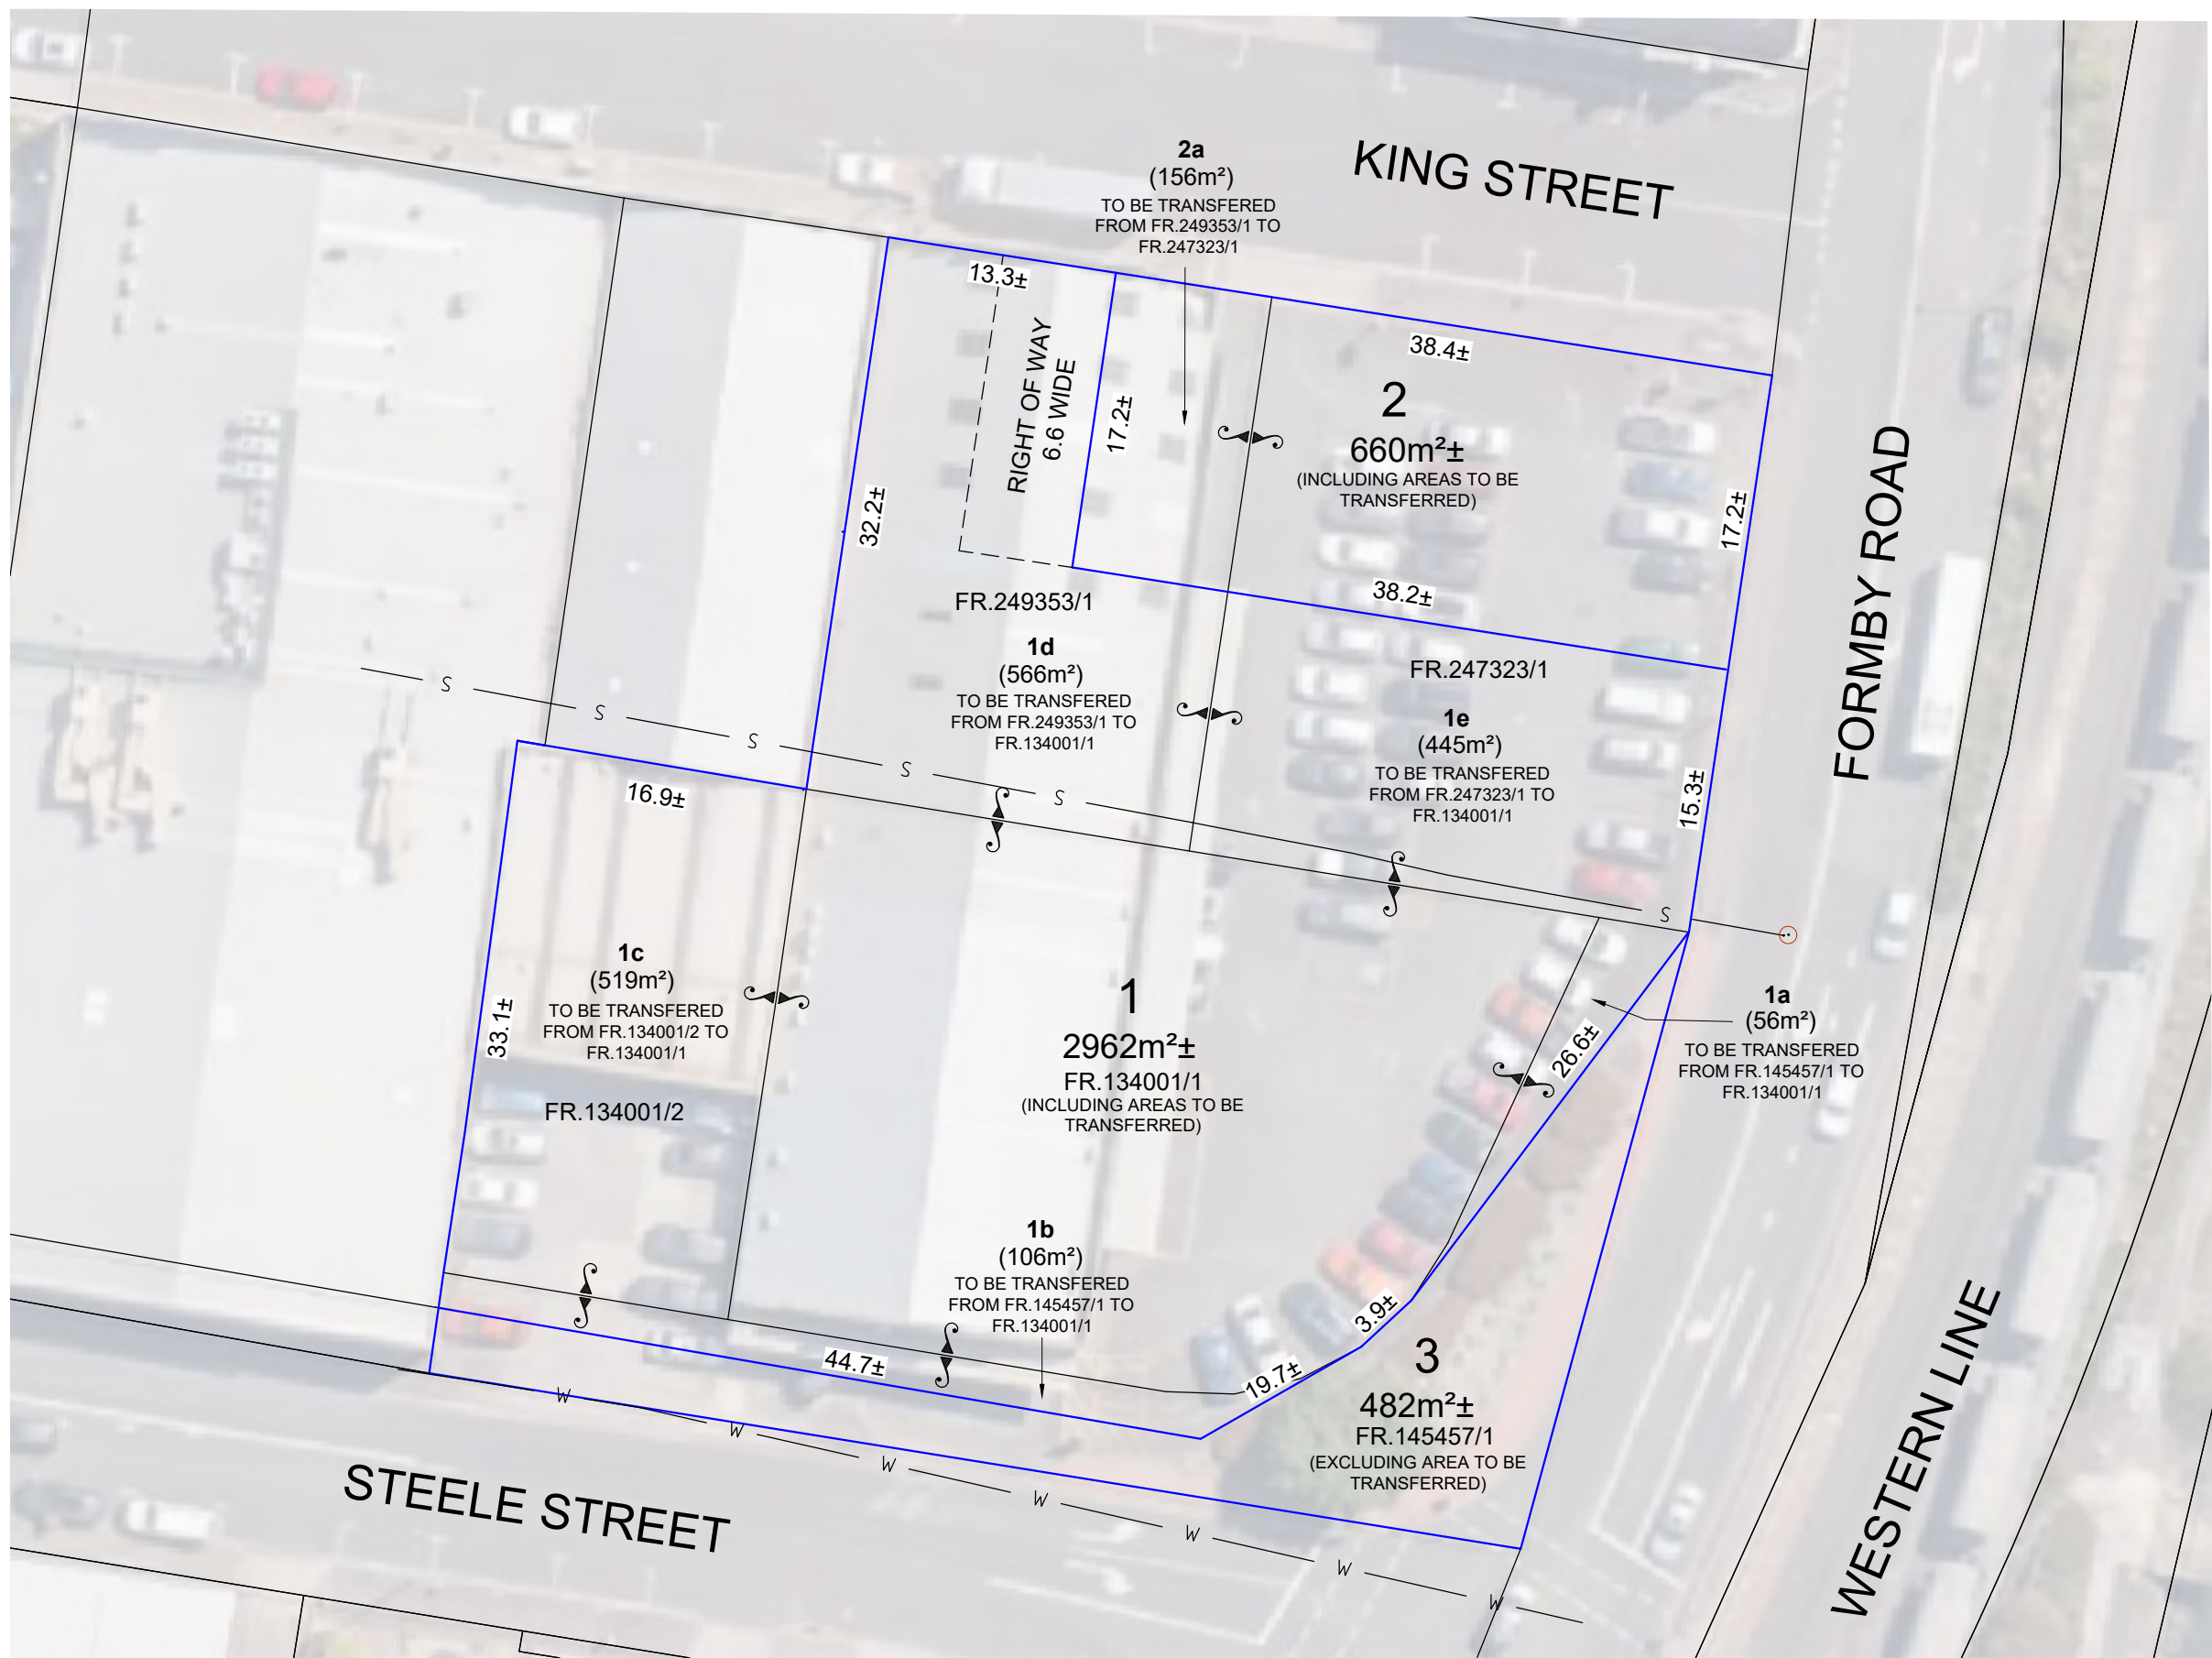 KING STREET
2a
(156m²)
TO BE TRANSFERED
FROM FR.249353/1 TO
FR.247323/1
13.3±
38.4±
RIGHT OF WAY
6.6 WIDE
17.2±
2
660m²±
(INCLUDING AREAS TO BE
TRANSFERRED)
17.2±
FORMBY ROAD
32.2±
38.2±
FR.249353/1
1d
(566m²)
TO BE TRANSFERED
FROM FR.249353/1 TO
FR.134001/1
FR.247323/1
1e
(445m²)
TO BE TRANSFERED
FROM FR.247323/1 TO
FR.134001/1
15.3±
S
S
S
S
S
S
16.9±
1c
(519m²)
TO BE TRANSFERED
FROM FR.134001/2 TO
FR.134001/1
33.1±
FR.134001/2
1
2962m²±
FR.134001/1
(INCLUDING AREAS TO BE
TRANSFERRED)
26.6±
1a
(56m²)
TO BE TRANSFERED
FROM FR.145457/1 TO
FR.134001/1
1b
(106m²)
TO BE TRANSFERED
FROM FR.145457/1 TO
FR.134001/1
44.7±
19.7±
3.9±
3
482m²±
FR.145457/1
(EXCLUDING AREA TO BE
TRANSFERRED)
W
W
W
W
W
W
W
STEELE STREET
WESTERN LINE